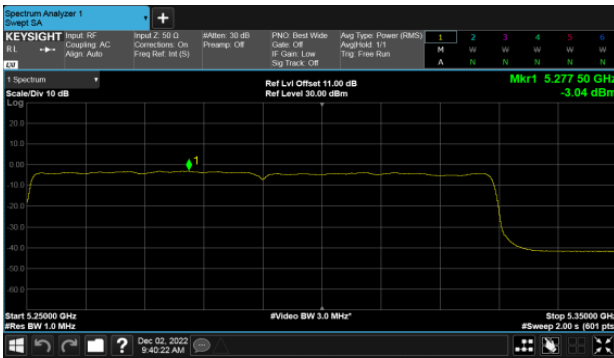 Spectrum Analyzer 1
Swept SA
+
KEYSIGHT Input: RF Input Z: 50 Ω #Atten: 30 dB PNO: Best Wide Avg Type: Power (RMS) 1 2 3 4 5 6
RL Coupling: AC Corrections: On Preamp: Off Gate: Off Avg|Hold: 1/1 M W W W W W
Align: Auto Freq Ref: Int (S) IF Gain: Low Trig: Free Run
Sig Track: Off A N N N N N
LXI
1 Spectrum Ref Lvl Offset 11.00 dB Mkr1 5.277 50 GHz
Scale/Div 10 dB Ref Level 30.00 dBm -3.04 dBm
Log
20.0
10.0
1
0.00
-10.0
-20.0
-30.0
-40.0
-50.0
-60.0
Start 5.25000 GHz #Video BW 3.0 MHz* Stop 5.35000 GHz
#Res BW 1.0 MHz #Sweep 2.00 s (601 pts)
? Dec 02, 2022
9:40:22 AM